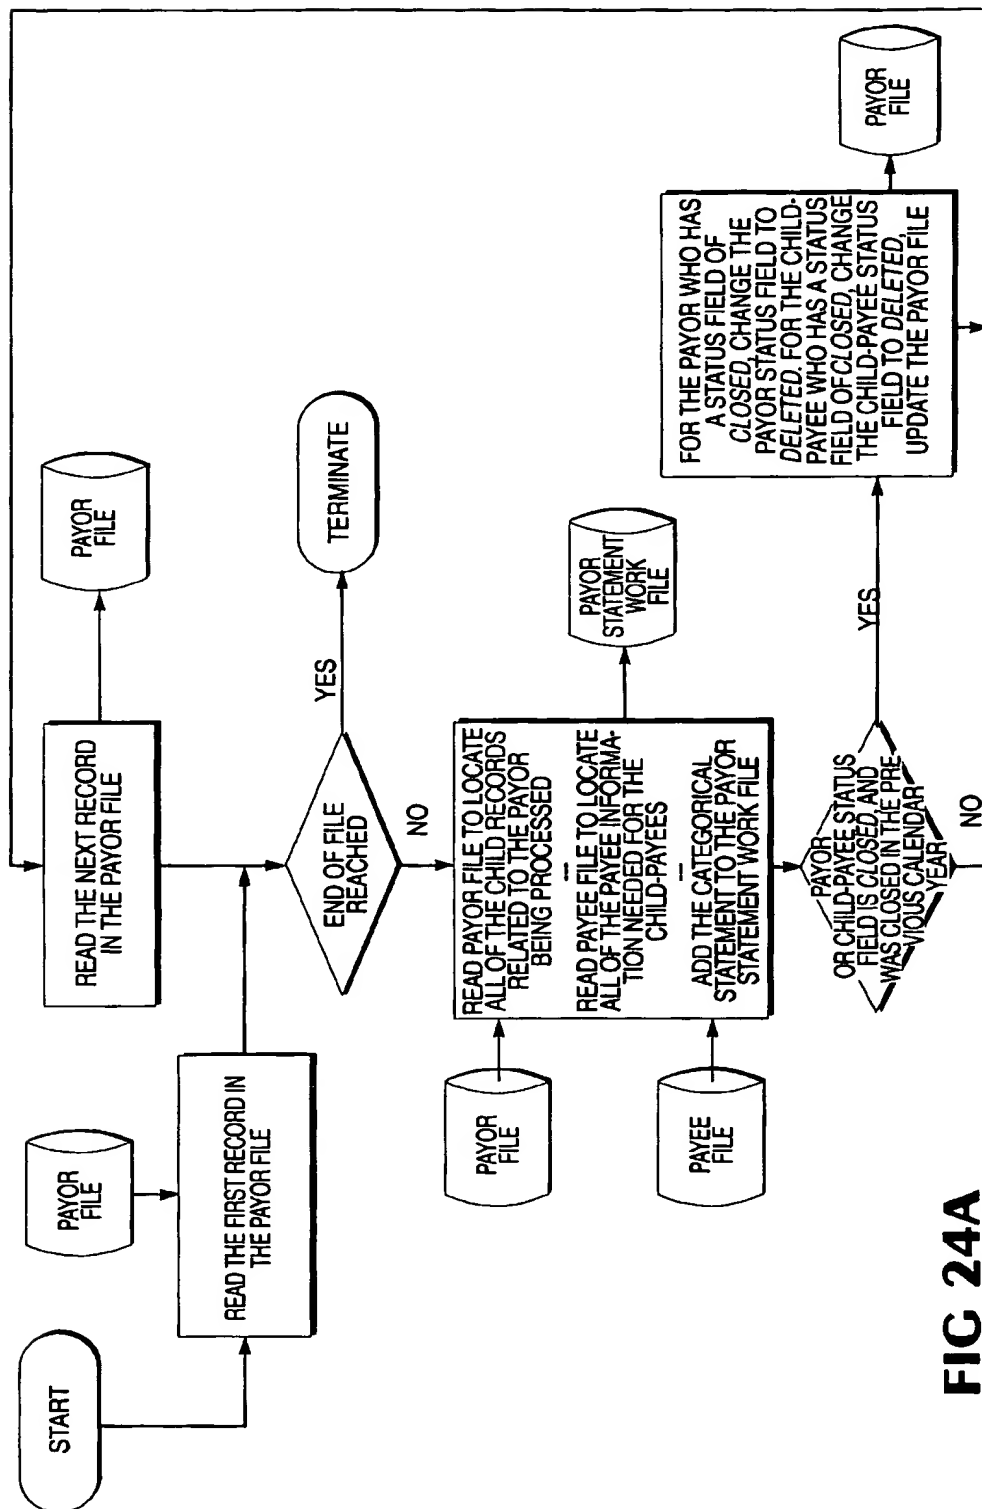 START
PAYOR
FILE
READ THE FIRST RECORD IN
THE PAYOR FILE
READ THE NEXT RECORD
IN THE PAYOR FILE
PAYOR
FILE
END OF FILE
REACHED
YES
TERMINATE
NO
PAYOR
FILE
PAYEE
FILE
READ PAYOR FILE TO LOCATE
ALL OF THE CHILD RECORDS
RELATED TO THE PAYOR
BEING PROCESSED
—
READ PAYEE FILE TO LOCATE
ALL OF THE PAYEE INFORMA-
TION NEEDED FOR THE
CHILD-PAYEES
—
ADD THE CATEGORICAL
STATEMENT TO THE PAYOR
STATEMENT WORK FILE
PAYOR
STATEMENT
WORK
FILE
PAYOR
OR CHILD-PAYEE STATUS
FIELD IS CLOSED, AND
WAS CLOSED IN THE PRE
VIOUS CALENDAR
YEAR
YES
NO
FOR THE PAYOR WHO HAS
A STATUS FIELD OF
CLOSED, CHANGE THE
PAYOR STATUS FIELD TO
DELETED. FOR THE CHILD-
PAYEE WHO HAS A STATUS
FIELD OF CLOSED, CHANGE
THE CHILD-PAYEE STATUS
FIELD TO DELETED,
UPDATE THE PAYOR FILE
PAYOR
FILE
FIG 24A